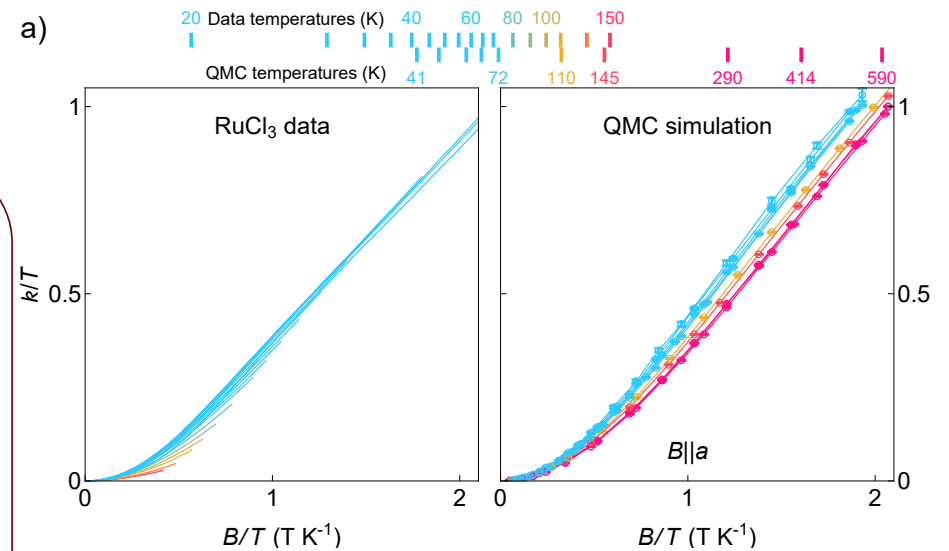 a)
Data temperatures (K) 20 40 60 80 100 150
QMC temperatures (K) 41 72 110 145 290 414 590
RuCl₃ data
QMC simulation
B||a
k/T
1
0.5
0
0 1 2
B/T (T K⁻¹)
0 1 2
B/T (T K⁻¹)
1
0.5
0